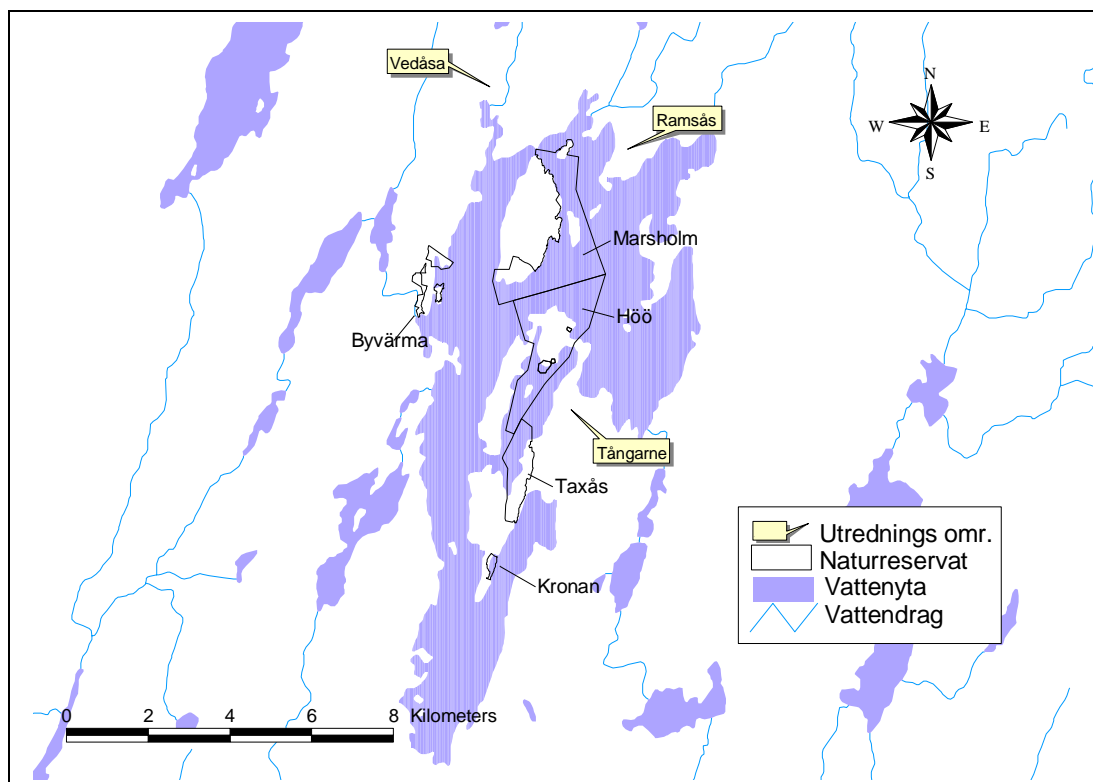 Vedåsa
N
Ramsås
W
E
S
Marsholm
Höö
Byvärma
Tångarne
Taxås
Utrednings omr.
Naturreservat
Kronan
Vattenyta
Vattendrag
0 2 4 6 8 Kilometers